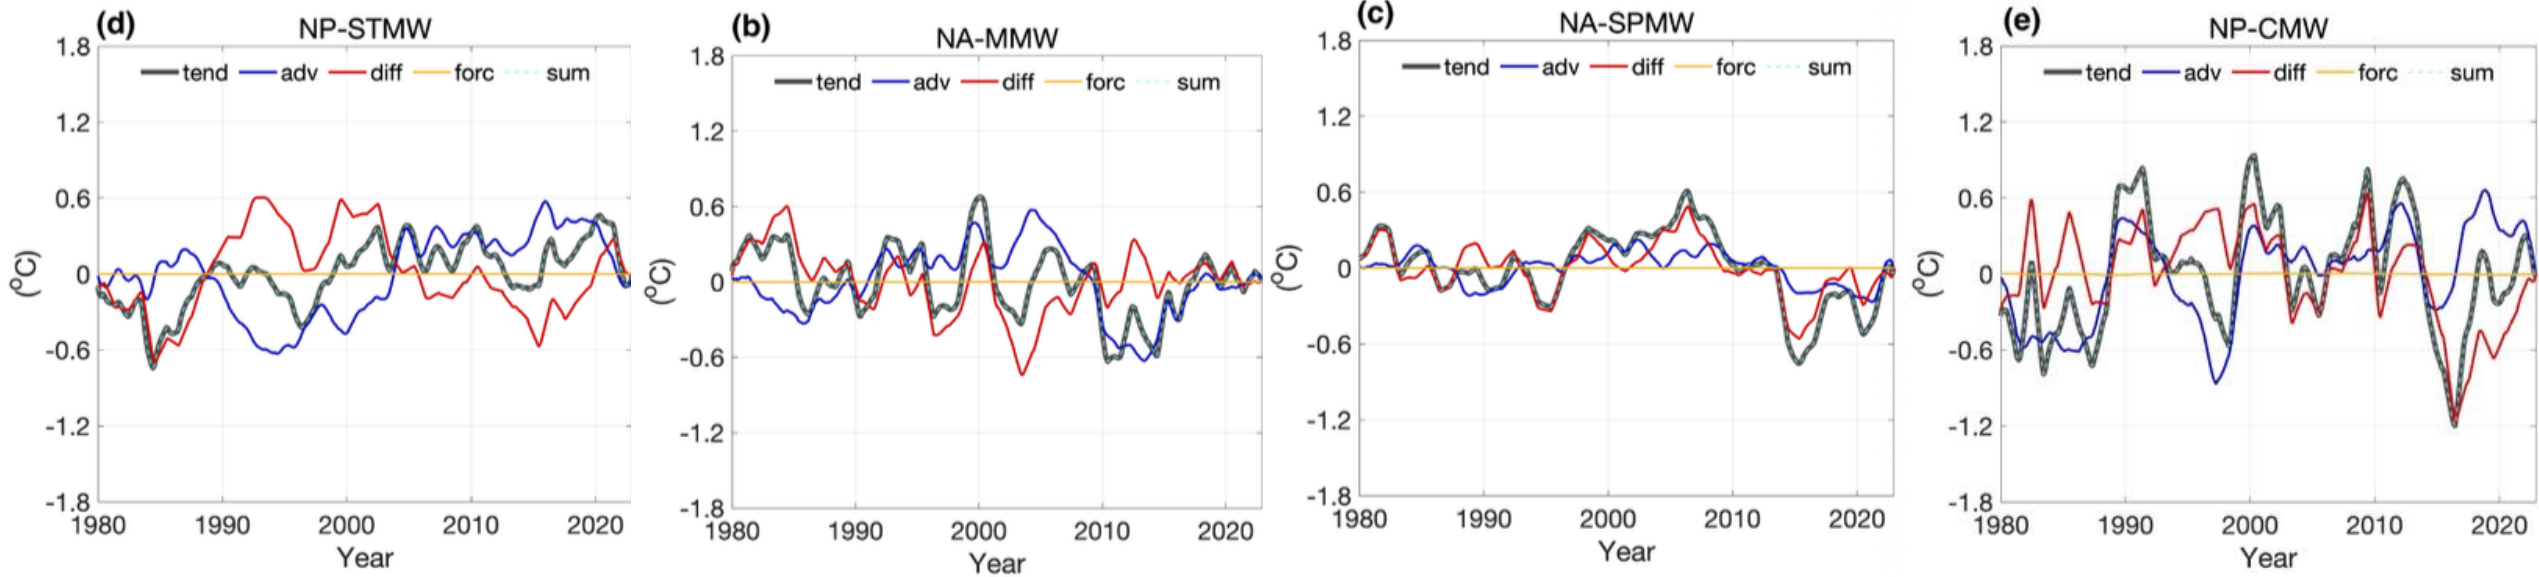 (d) NP-STMW
tend adv diff forc sum
1.8
1.2
0.6
0
-0.6
-1.2
-1.8
(°C)
1980 1990 2000 2010 2020
Year
(b) NA-MMW
tend adv diff forc sum
1.8
1.2
0.6
0
-0.6
-1.2
-1.8
(°C)
1980 1990 2000 2010 2020
Year
(c) NA-SPMW
tend adv diff forc sum
1.8
1.2
0.6
0
-0.6
-1.2
-1.8
(°C)
1980 1990 2000 2010 2020
Year
(e) NP-CMW
tend adv diff forc sum
1.8
1.2
0.6
0
-0.6
-1.2
-1.8
(°C)
1980 1990 2000 2010 2020
Year